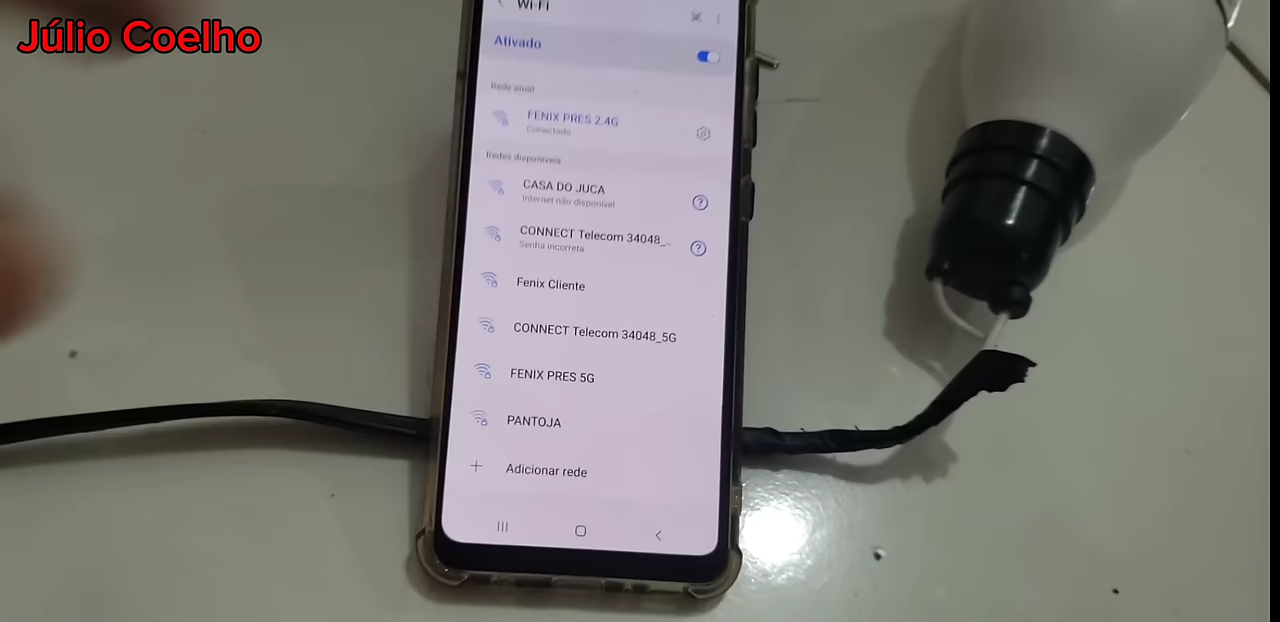 Júlio Coelho
Wi-Fi
Ativado
Rede atual
FENIX PRES 2.4G
Conectado
Redes disponíveis
CASA DO JUCA
Internet não disponível
CONNECT Telecom 34048_...
Senha incorreta
Fenix Cliente
CONNECT Telecom 34048_5G
FENIX PRES 5G
PANTOJA
Adicionar rede